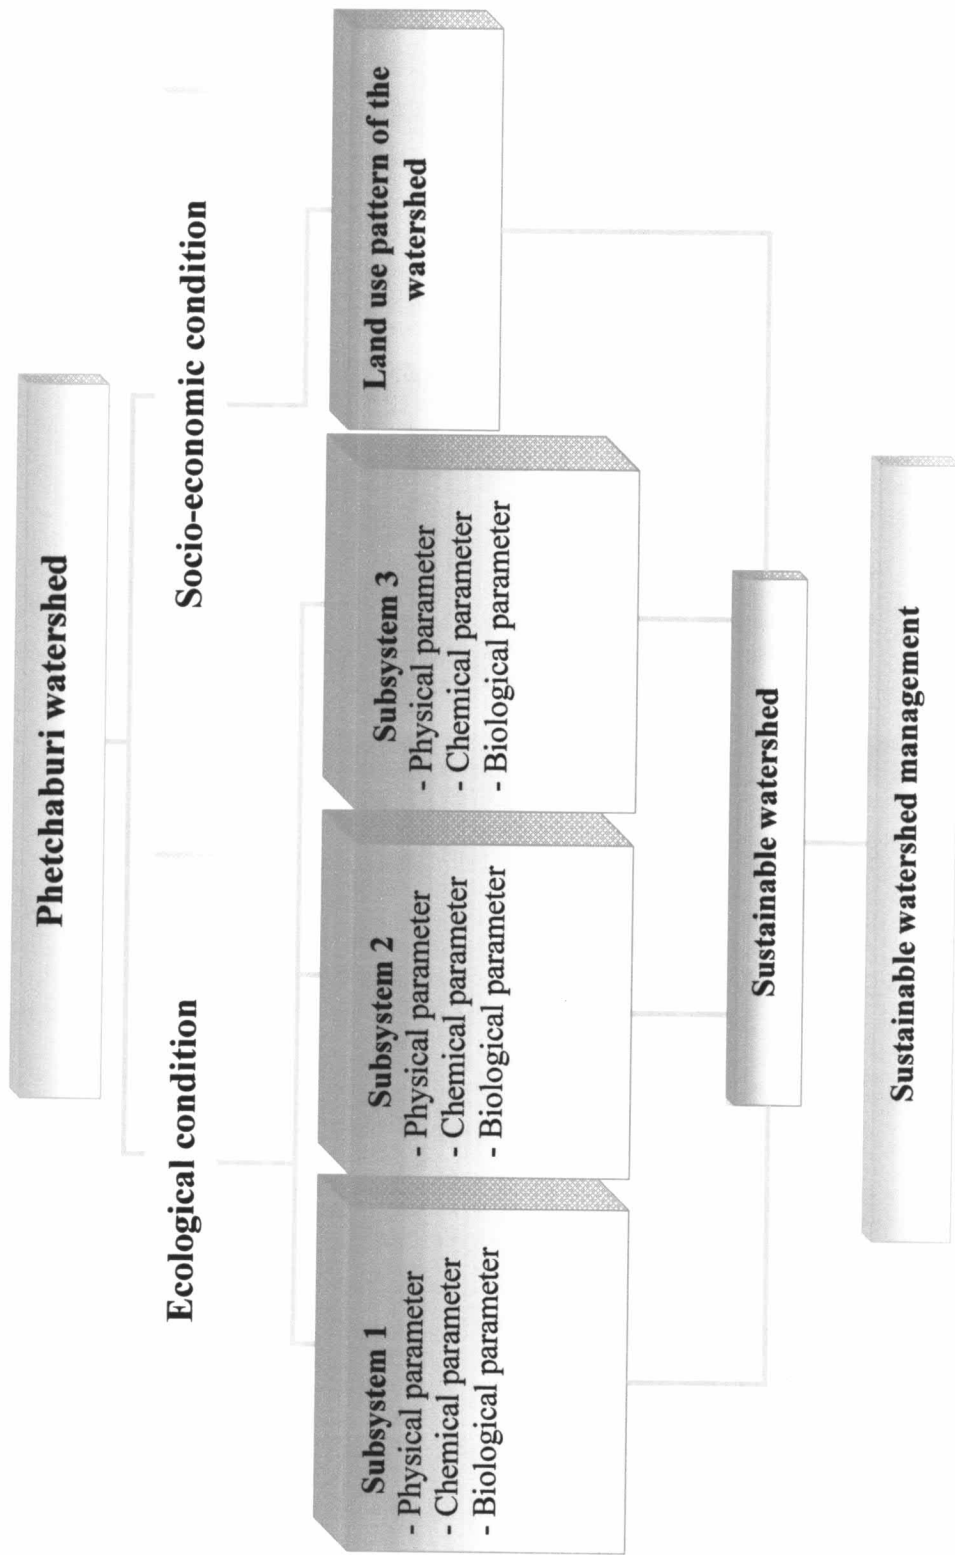 Phetchaburi watershed
Ecological condition
Socio-economic condition
Subsystem 1
- Physical parameter
- Chemical parameter
- Biological parameter
Subsystem 2
- Physical parameter
- Chemical parameter
- Biological parameter
Subsystem 3
- Physical parameter
- Chemical parameter
- Biological parameter
Land use pattern of the
watershed
Sustainable watershed
Sustainable watershed management